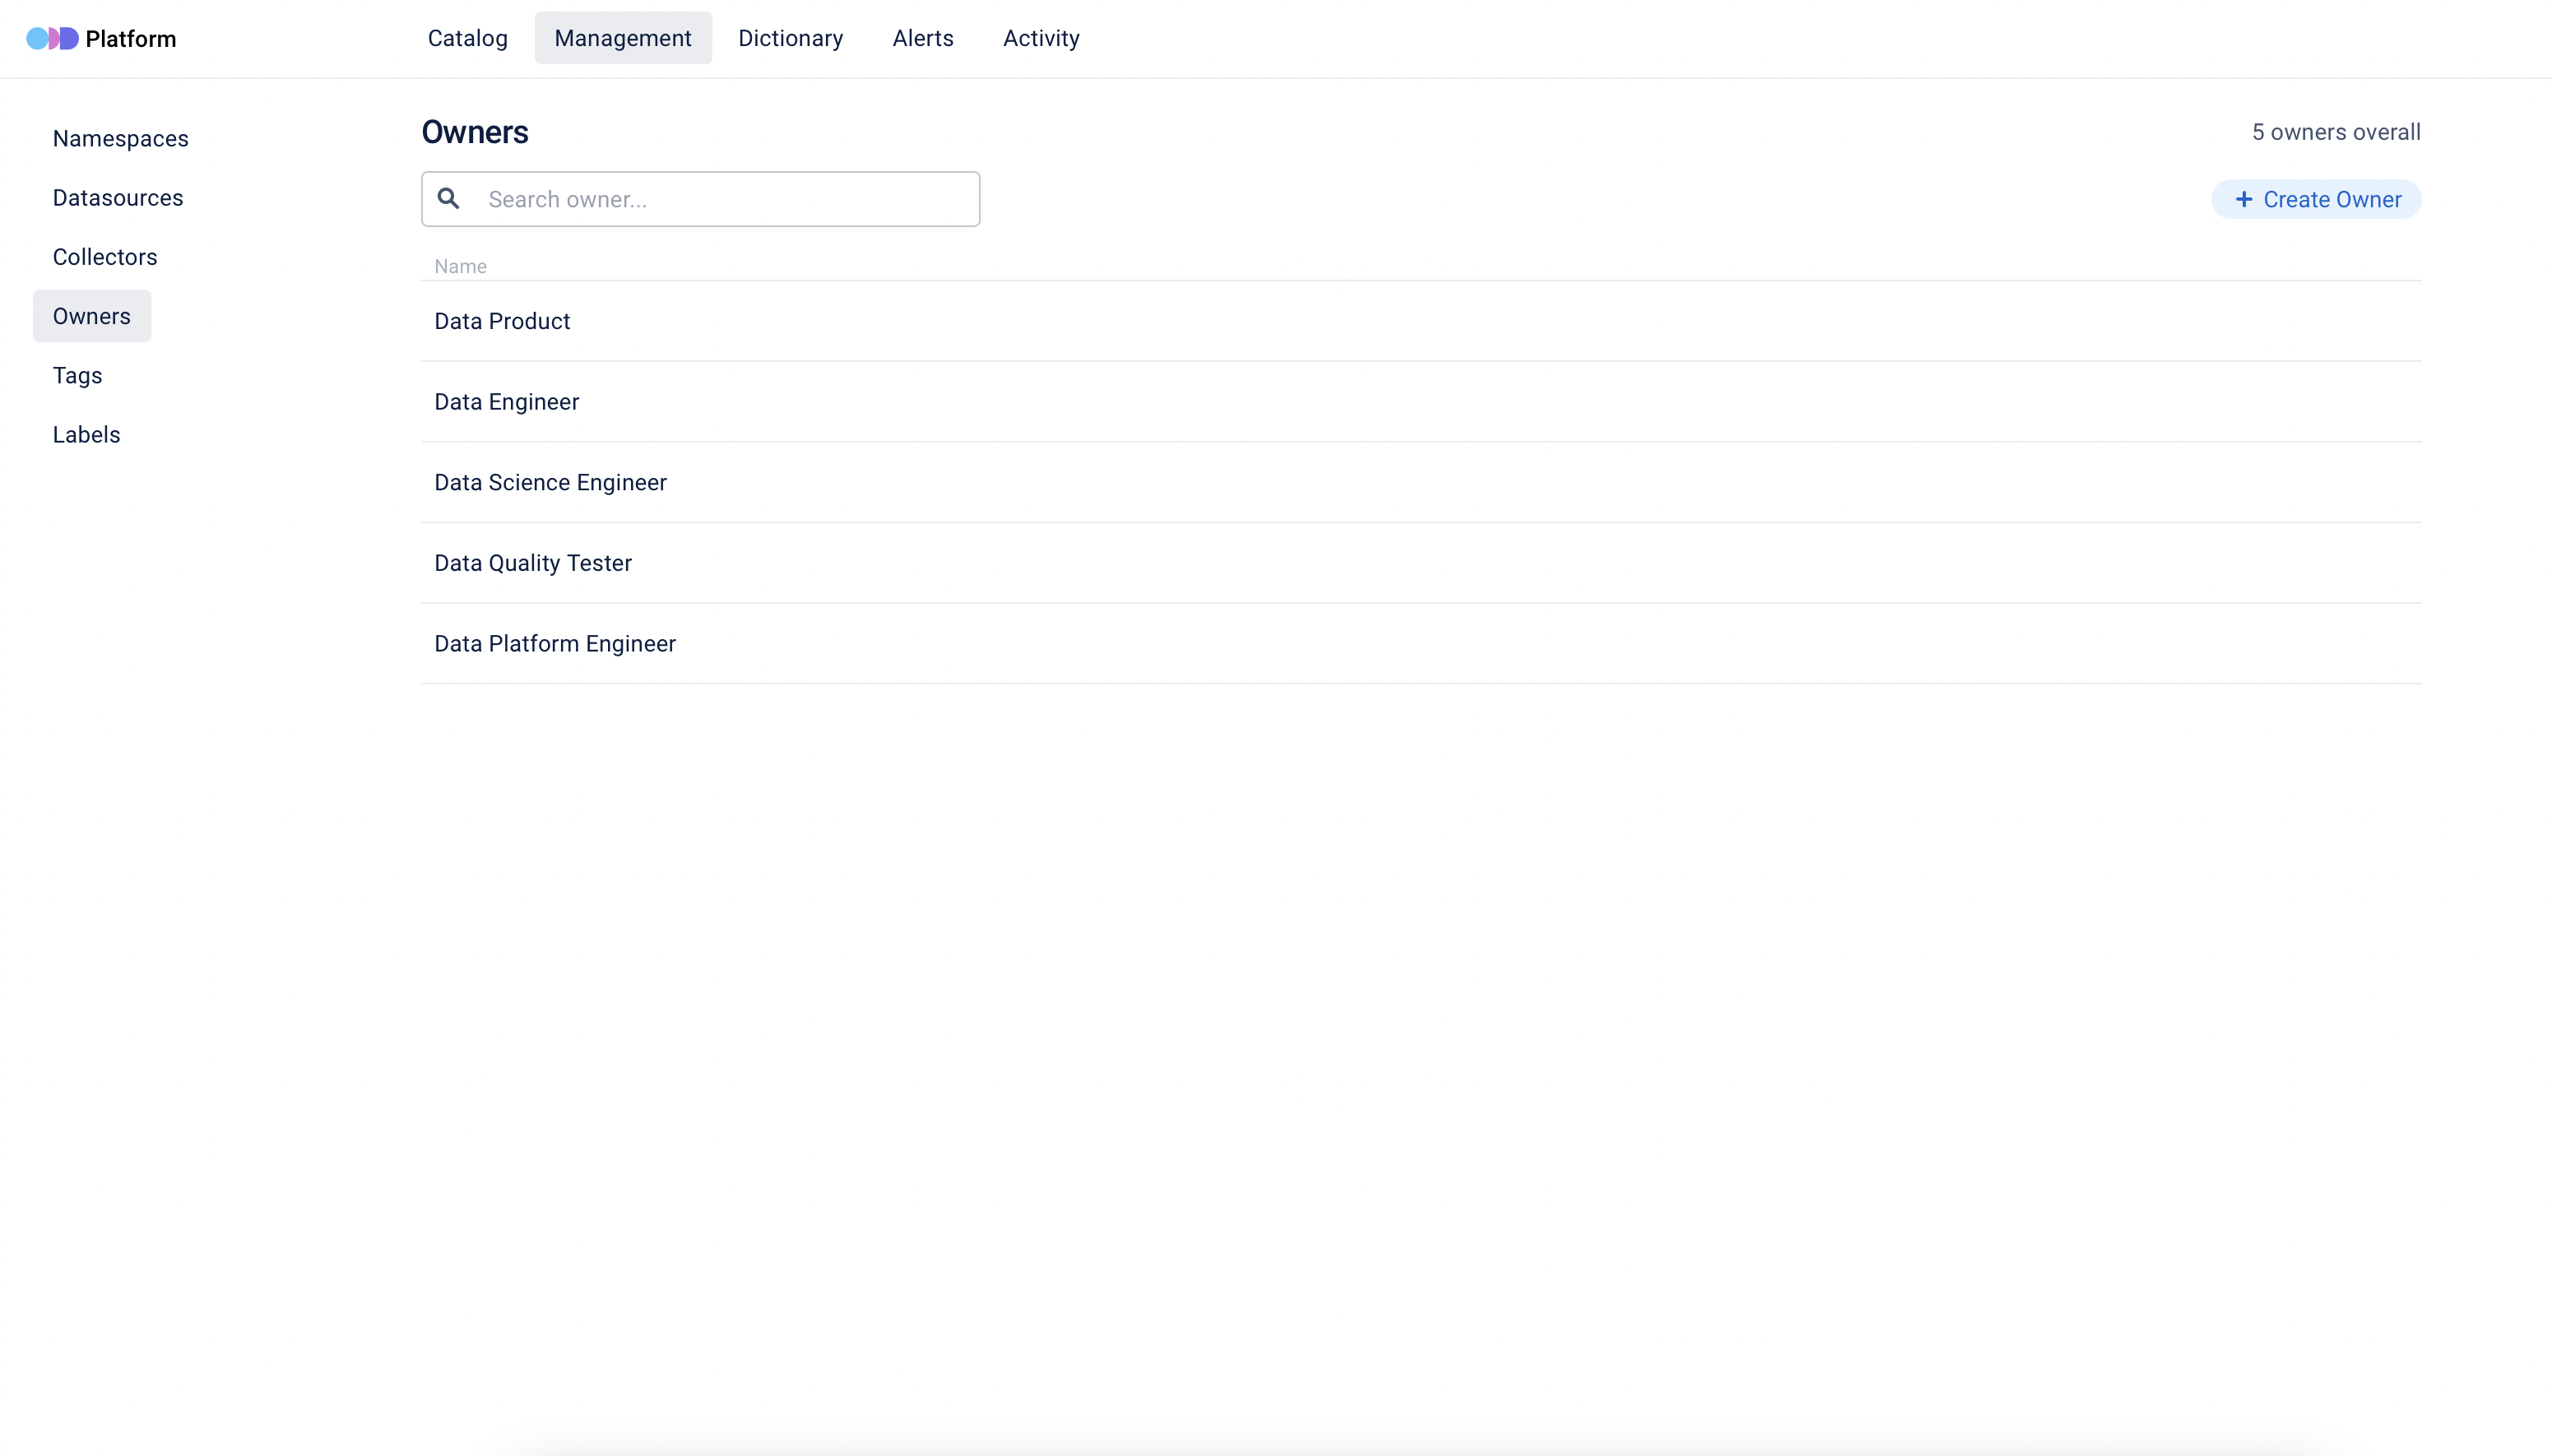 Platform
Catalog Management Dictionary Alerts Activity
Namespaces
Datasources
Collectors
Owners
Tags
Labels
Owners
5 owners overall
Search owner...
+ Create Owner
Name
Data Product
Data Engineer
Data Science Engineer
Data Quality Tester
Data Platform Engineer